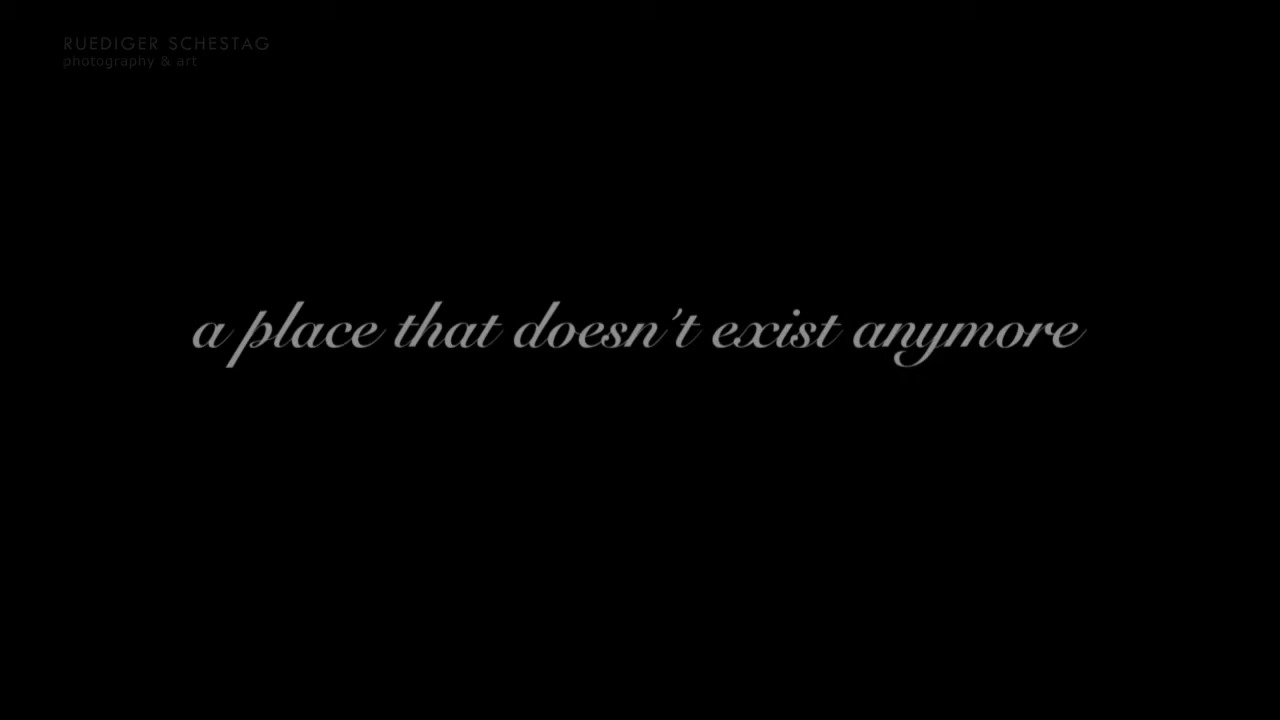 RUEDIGER SCHESTAG
photography & art
a place that doesn't exist anymore